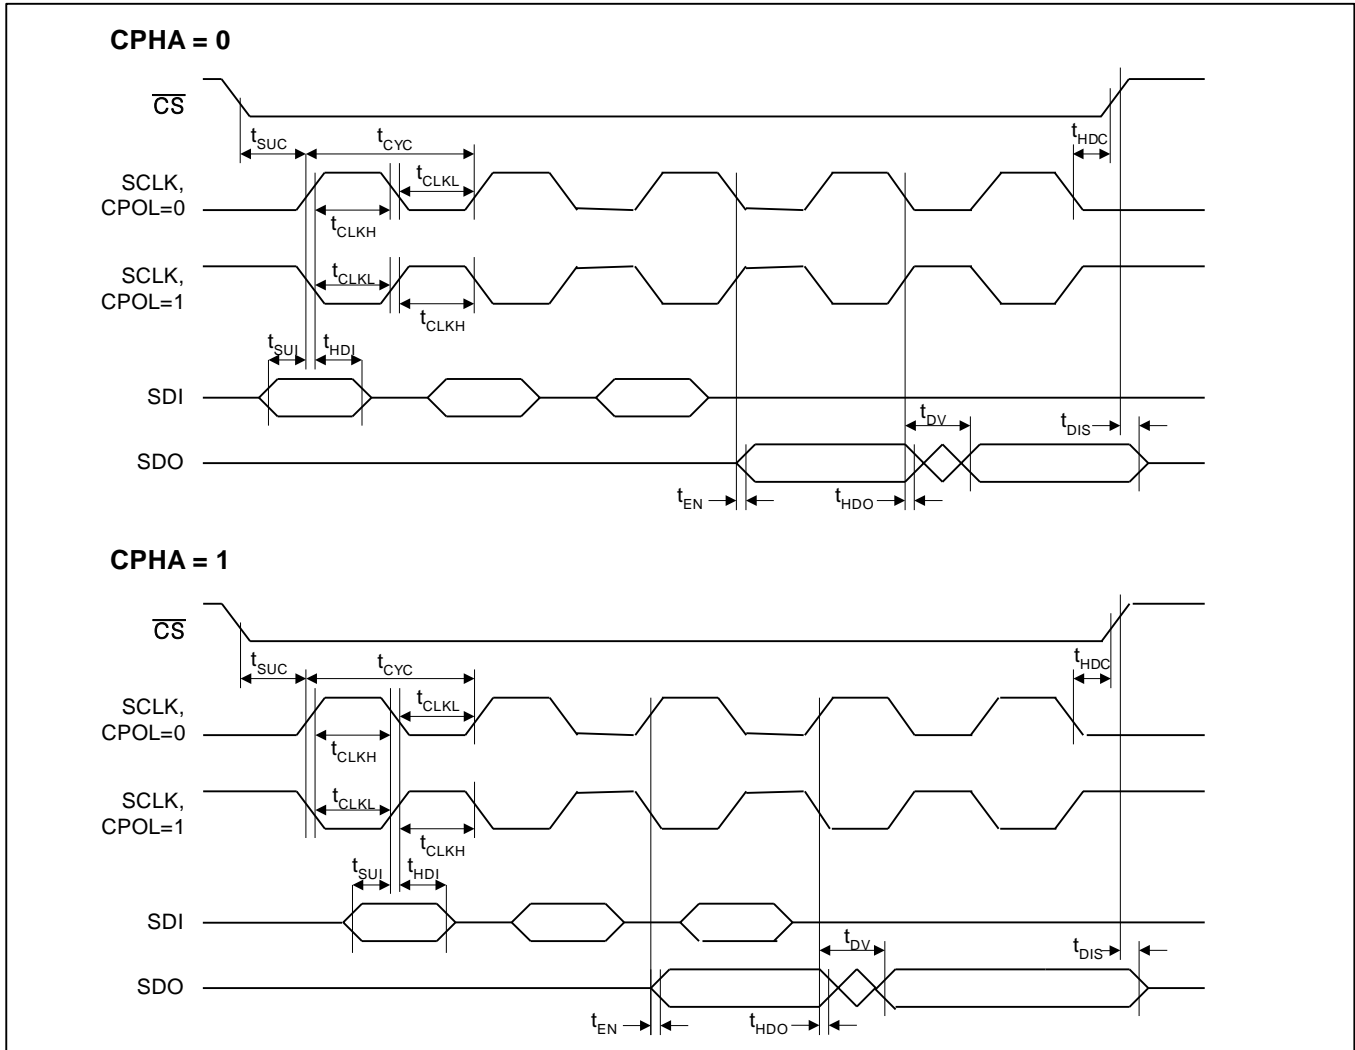 CPHA = 0
CS
tSUC
tCYC
tHDC
SCLK,
CPOL=0
tCLKL
tCLKH
SCLK,
CPOL=1
tCLKL
tCLKH
tSUI
tHDI
SDI
tDV
tDIS
SDO
tEN
tHDO
CPHA = 1
CS
tSUC
tCYC
tHDC
SCLK,
CPOL=0
tCLKL
tCLKH
SCLK,
CPOL=1
tCLKL
tCLKH
tSUI
tHDI
SDI
tDV
tDIS
SDO
tEN
tHDO